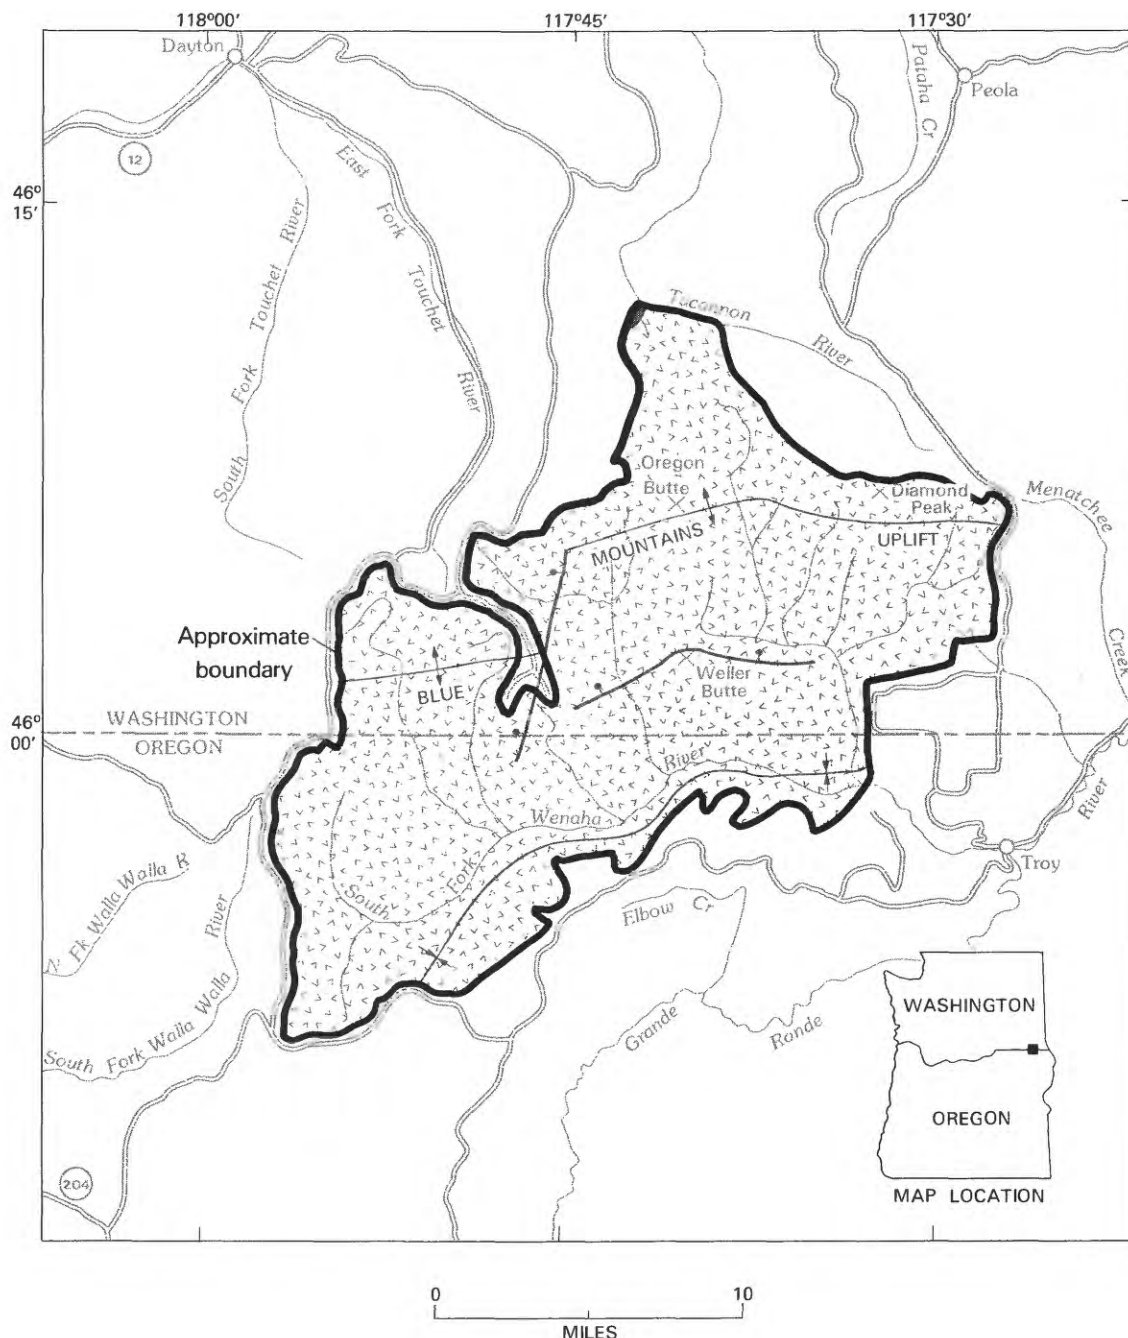 118°00'
117°45'
117°30'
Dayton
Peola
Pataha Cr
12
East Fork Touchet River
46°
15'
South Fork Touchet River
Tucannon River
Oregon
Butte
Diamond
Peak
Menatchee Creek
MOUNTAINS
UPLIFT
Approximate
boundary
BLUE
Weller
Butte
46°
00'
WASHINGTON
OREGON
River
Wenaha
Fork
South
River
Troy
N Fk Walla Walla R
Elbow Cr
South Fork Walla Walla River
Grande Ronde
204
WASHINGTON
OREGON
MAP LOCATION
0
10
MILES